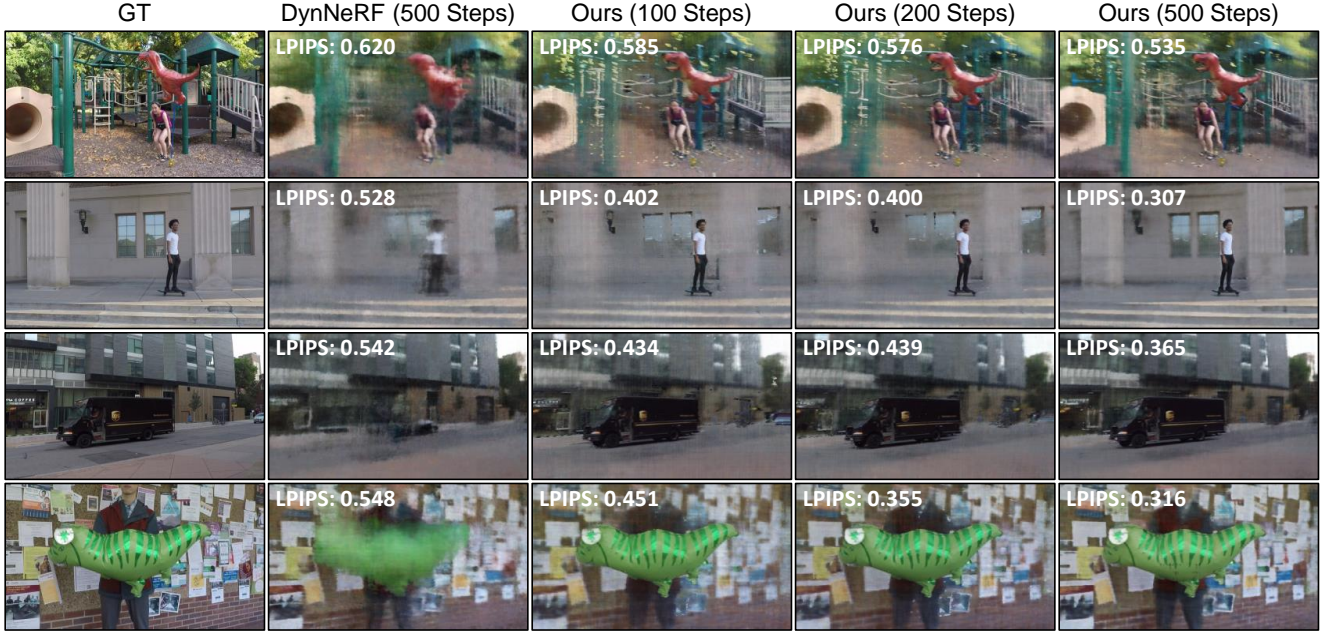 GT DynNeRF (500 Steps) Ours (100 Steps) Ours (200 Steps) Ours (500 Steps)
LPIPS: 0.620 LPIPS: 0.585 LPIPS: 0.576 LPIPS: 0.535
LPIPS: 0.528 LPIPS: 0.402 LPIPS: 0.400 LPIPS: 0.307
LPIPS: 0.542 LPIPS: 0.434 LPIPS: 0.439 LPIPS: 0.365
LPIPS: 0.548 LPIPS: 0.451 LPIPS: 0.355 LPIPS: 0.316